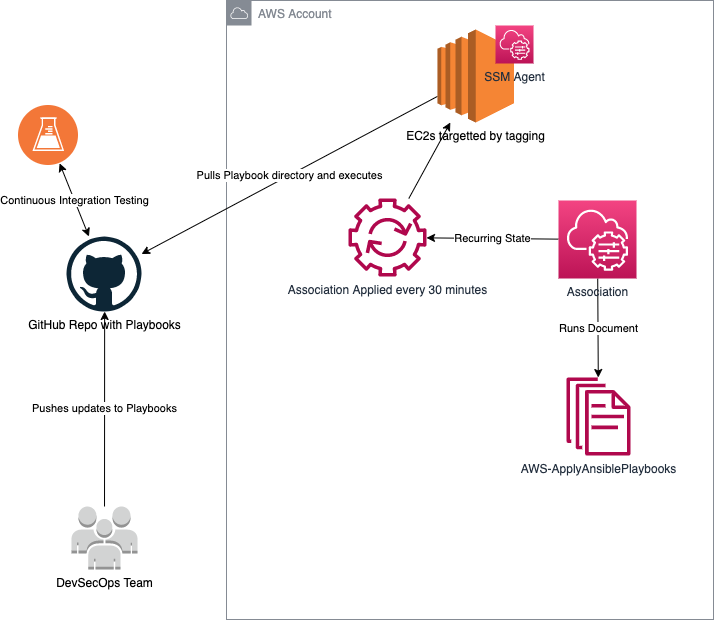 AWS Account
SSM Agent
EC2s targetted by tagging
Pulls Playbook directory and executes
Continuous Integration Testing
Recurring State
Association Applied every 30 minutes
Association
GitHub Repo with Playbooks
Runs Document
Pushes updates to Playbooks
AWS-ApplyAnsiblePlaybooks
DevSecOps Team